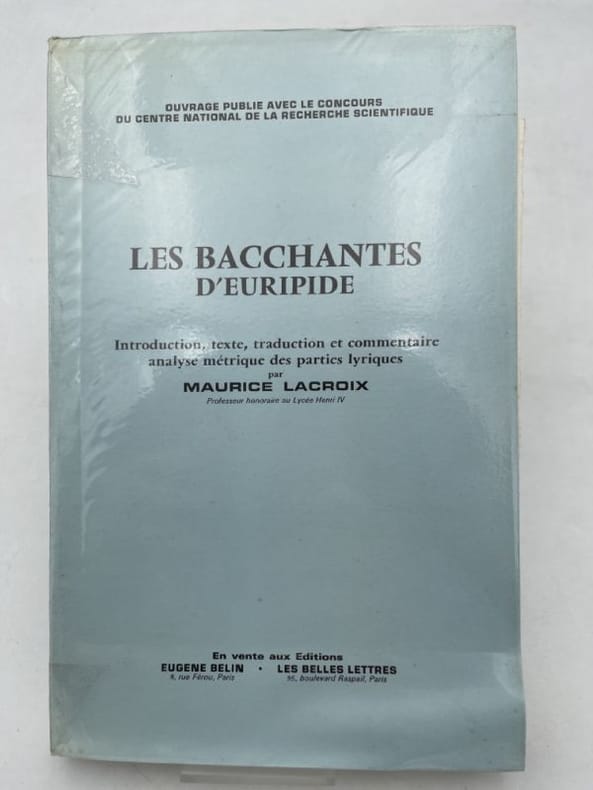 OUVRAGE PUBLIE AVEC LE CONCOURS
DU CENTRE NATIONAL DE LA RECHERCHE SCIENTIFIQUE
LES BACCHANTES
D'EURIPIDE
Introduction, texte, traduction et commentaire
analyse métrique des parties lyriques
par
MAURICE LACROIX
Professeur honoraire au Lycée Henri IV
En vente aux Editions
EUGENE BELIN • LES BELLES LETTRES
8, rue Férou, Paris 95, boulevard Raspail, Paris